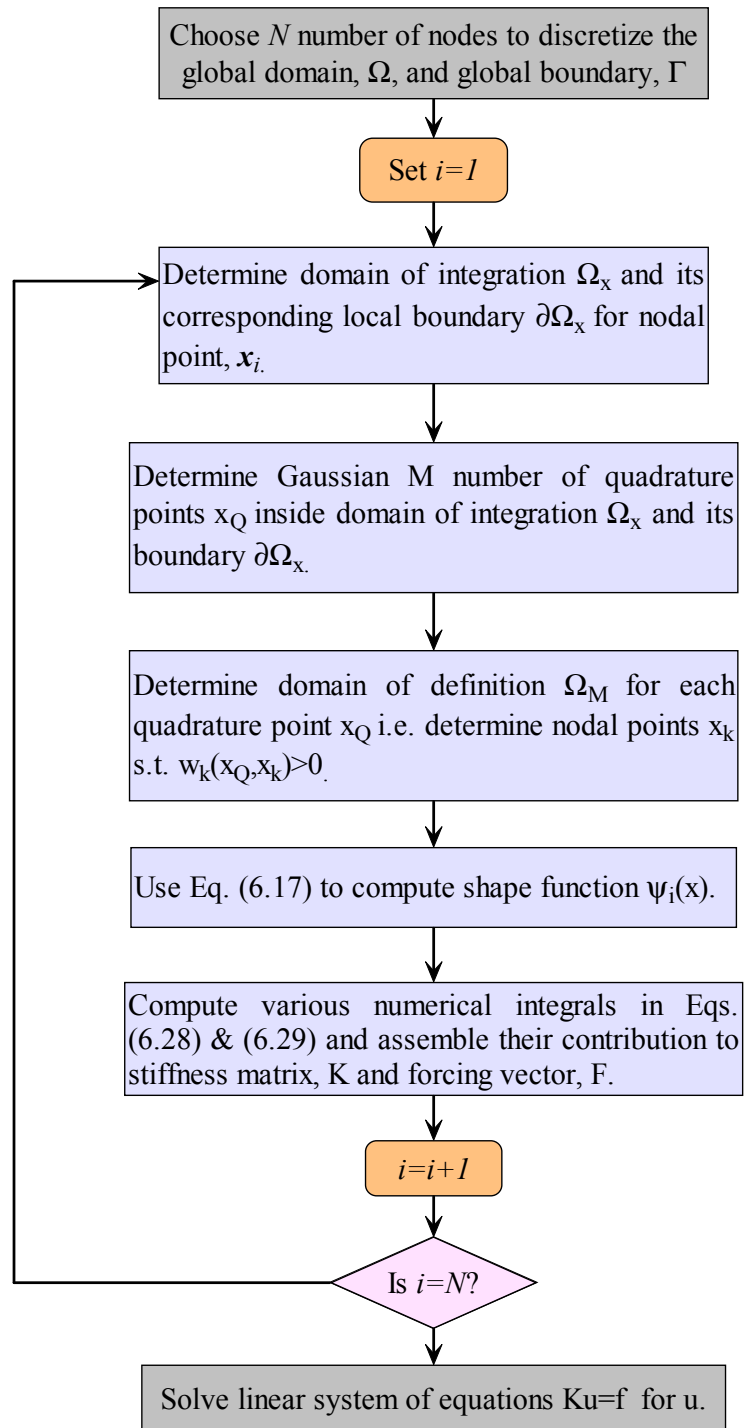 Choose N number of nodes to discretize the
global domain, Ω, and global boundary, Γ
Set i=1
Determine domain of integration Ωx and its
corresponding local boundary ∂Ωx for nodal
point, xi.
Determine Gaussian M number of quadrature
points xQ inside domain of integration Ωx and its
boundary ∂Ωx.
Determine domain of definition ΩM for each
quadrature point xQ i.e. determine nodal points xk
s.t. wk(xQ,xk)>0.
Use Eq. (6.17) to compute shape function ψi(x).
Compute various numerical integrals in Eqs.
(6.28) & (6.29) and assemble their contribution to
stiffness matrix, K and forcing vector, F.
i=i+1
Is i=N?
Solve linear system of equations Ku=f for u.